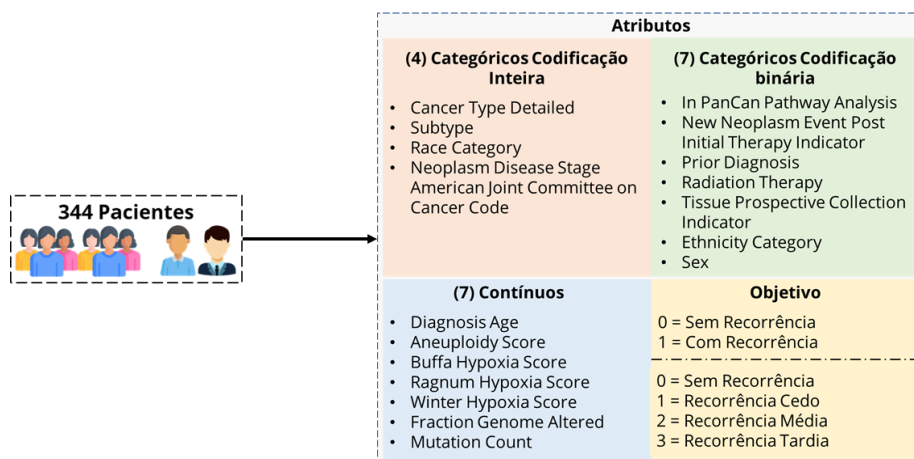 344 Pacientes
Atributos
(4) Categóricos Codificação
Inteira
• Cancer Type Detailed
• Subtype
• Race Category
• Neoplasm Disease Stage
American Joint Committee on
Cancer Code
(7) Categóricos Codificação
binária
• In PanCan Pathway Analysis
• New Neoplasm Event Post
Initial Therapy Indicator
• Prior Diagnosis
• Radiation Therapy
• Tissue Prospective Collection
Indicator
• Ethnicity Category
• Sex
(7) Contínuos
• Diagnosis Age
• Aneuploidy Score
• Buffa Hypoxia Score
• Ragnum Hypoxia Score
• Winter Hypoxia Score
• Fraction Genome Altered
• Mutation Count
Objetivo
0 = Sem Recorrência
1 = Com Recorrência
0 = Sem Recorrência
1 = Recorrência Cedo
2 = Recorrência Média
3 = Recorrência Tardia